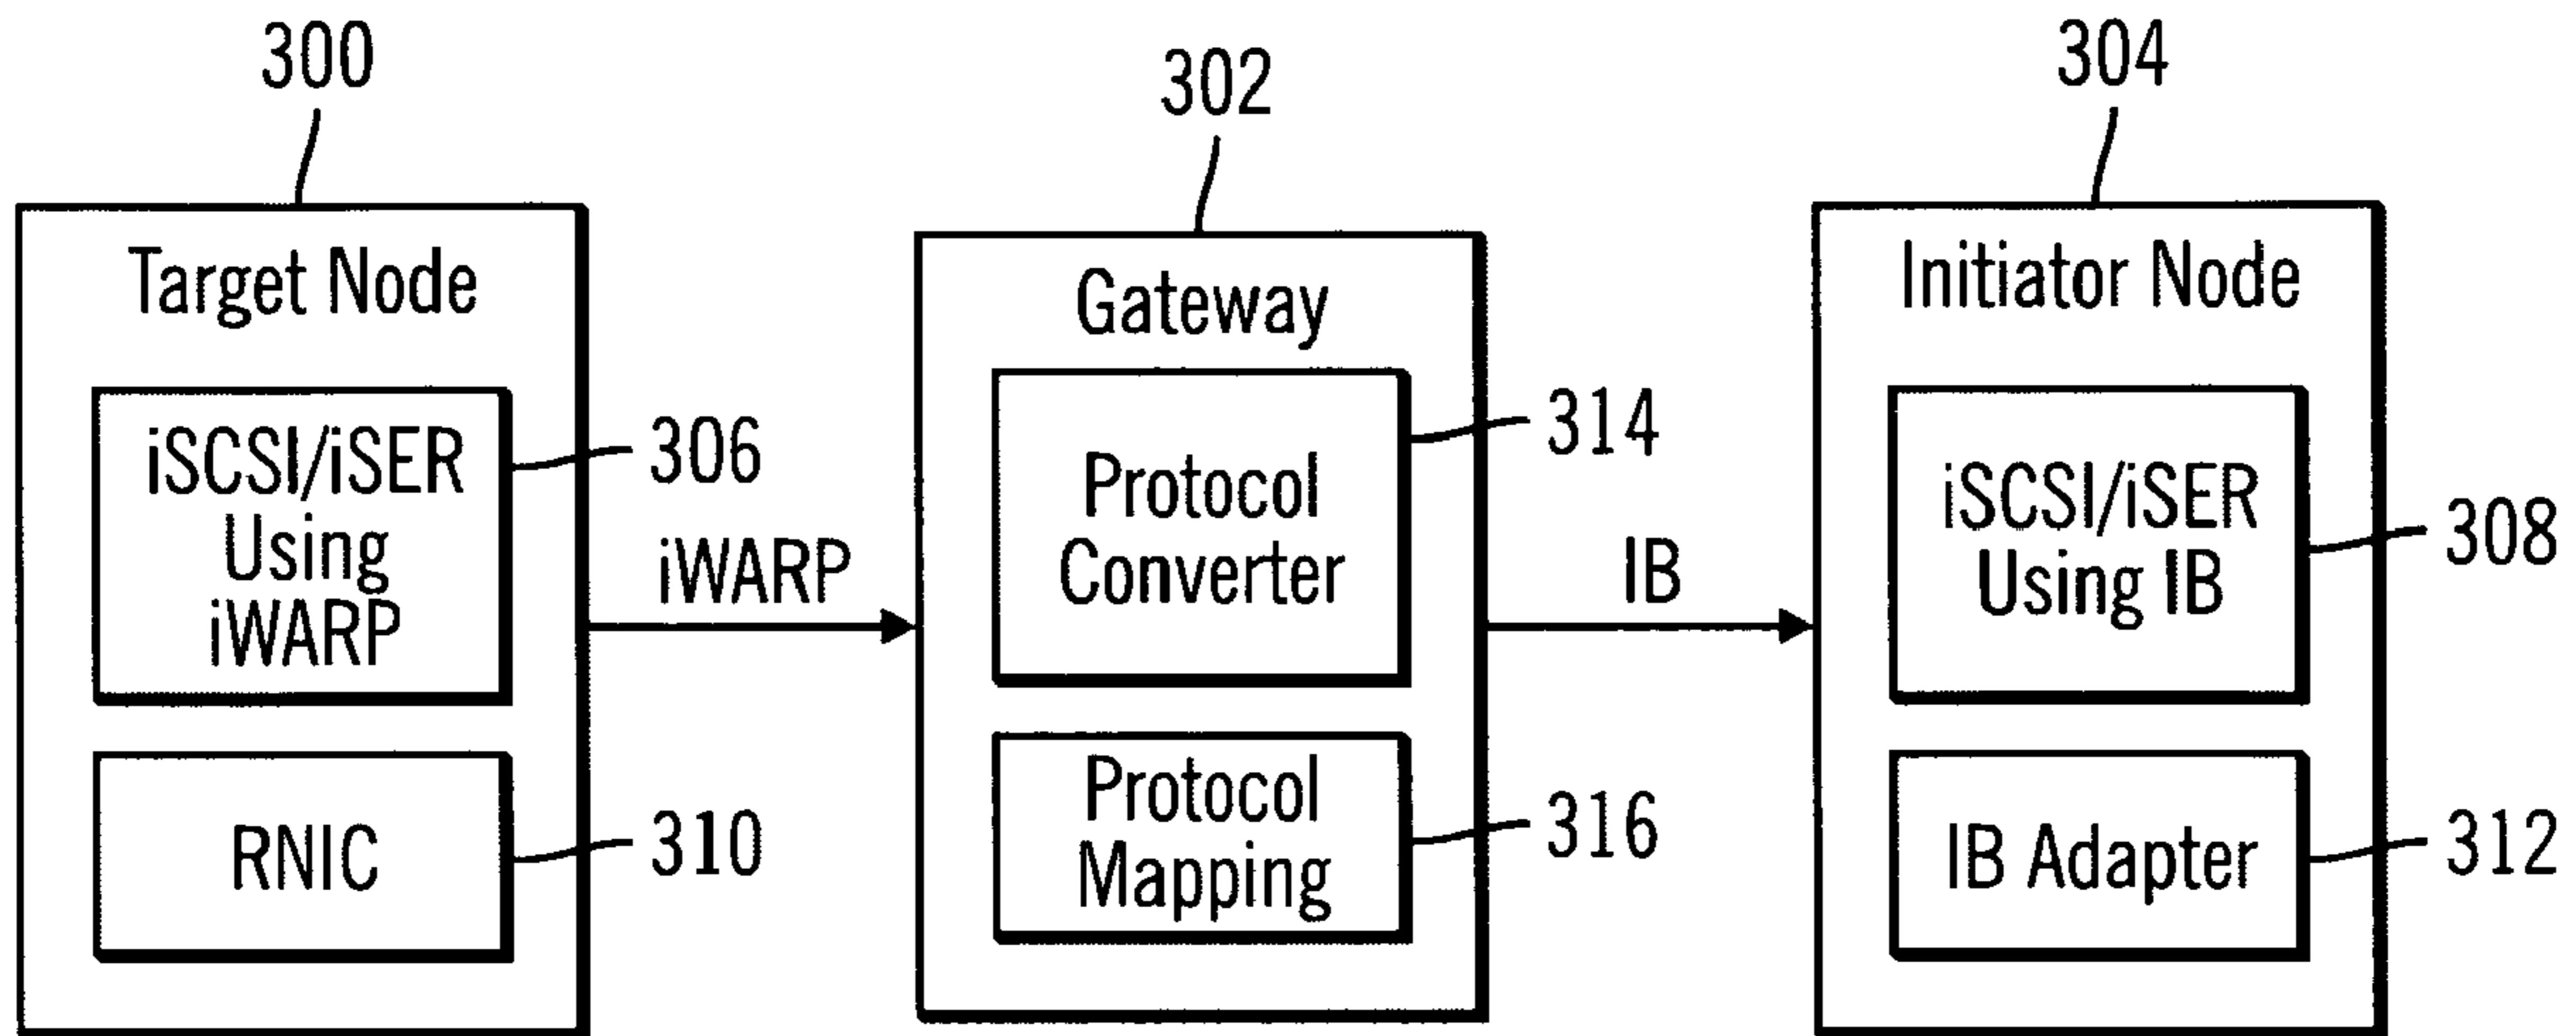 300
302
304
Target Node
Gateway
Initiator Node
iSCSI/iSER
Using
iWARP
306
RNIC
310
iWARP
Protocol
Converter
314
Protocol
Mapping
316
IB
iSCSI/iSER
Using IB
308
IB Adapter
312